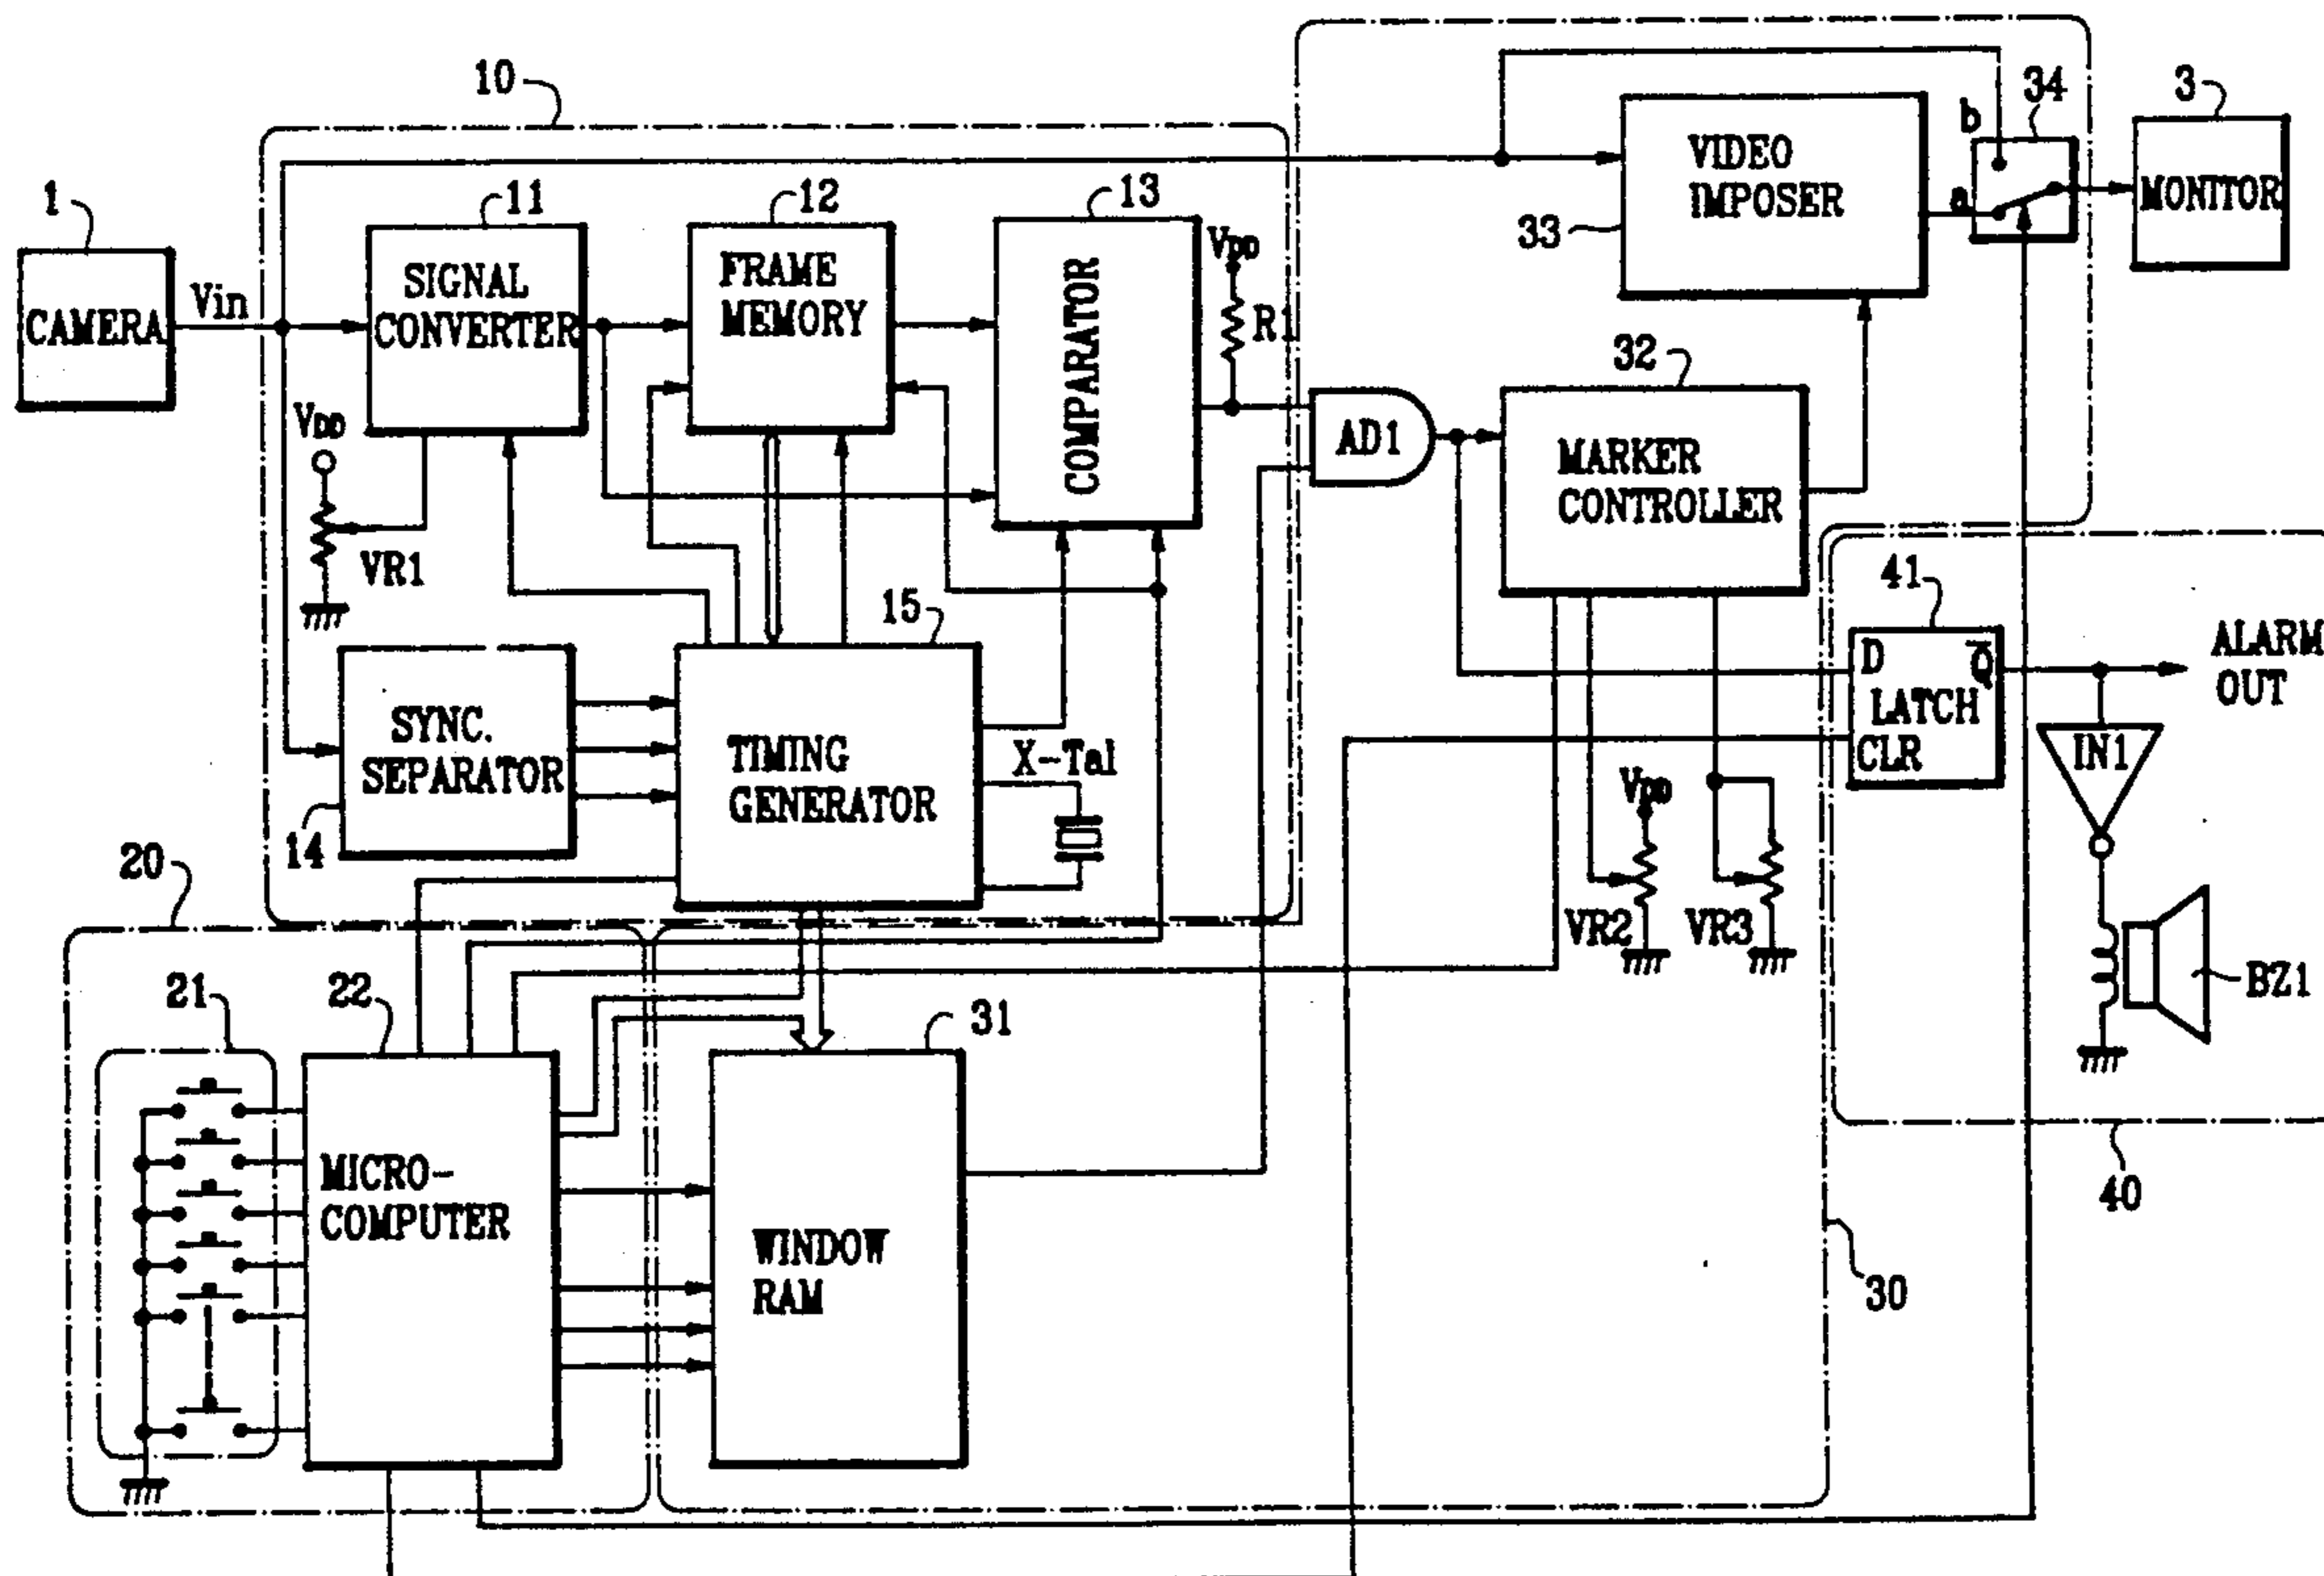 10
34
3
b
VIDEO
IMPOSER
a
MONITOR
33
1
11
12
13
Vin
CAMERA
SIGNAL
CONVERTER
FRAME
MEMORY
COMPARATOR
VDD
R1
32
VDD
VR1
AD1
MARKER
CONTROLLER
15
41
ALARM
OUT
D
Q̅
LATCH
CLR
SYNC.
SEPARATOR
14
TIMING
GENERATOR
X-Tal
IN1
VDD
VR2
VR3
20
BZ1
21
22
31
MICRO-
COMPUTER
WINDOW
RAM
40
30